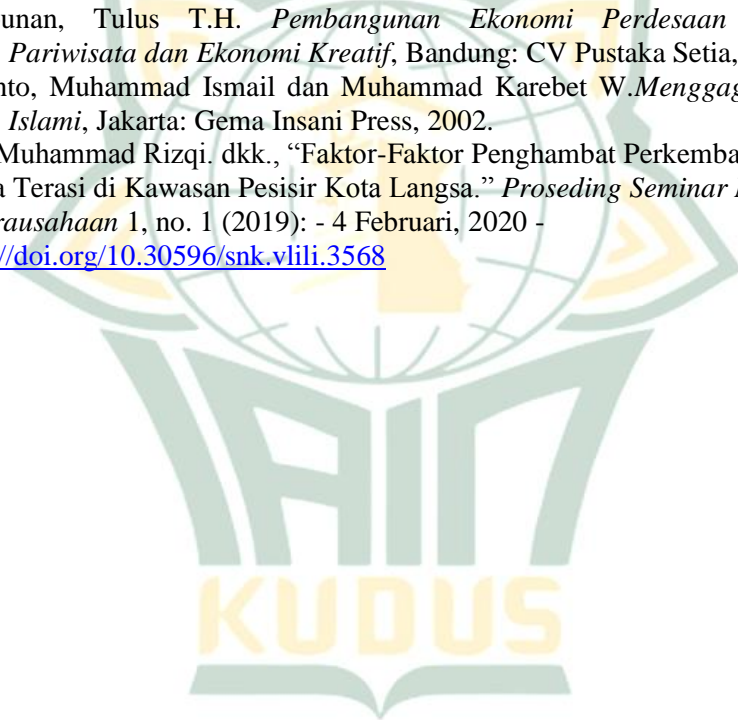 unan, Tulus T.H. Pembangunan Ekonomi Perdesaan
Pariwisata dan Ekonomi Kreatif, Bandung: CV Pustaka Setia,
nto, Muhammad Ismail dan Muhammad Karebet W.Menggag
Islami, Jakarta: Gema Insani Press, 2002.
Muhammad Rizqi. dkk., “Faktor-Faktor Penghambat Perkemba
a Terasi di Kawasan Pesisir Kota Langsa.” Proseding Seminar
rausahaan 1, no. 1 (2019): - 4 Februari, 2020 -
//doi.org/10.30596/snk.vlili.3568
IAIN
KUDUS